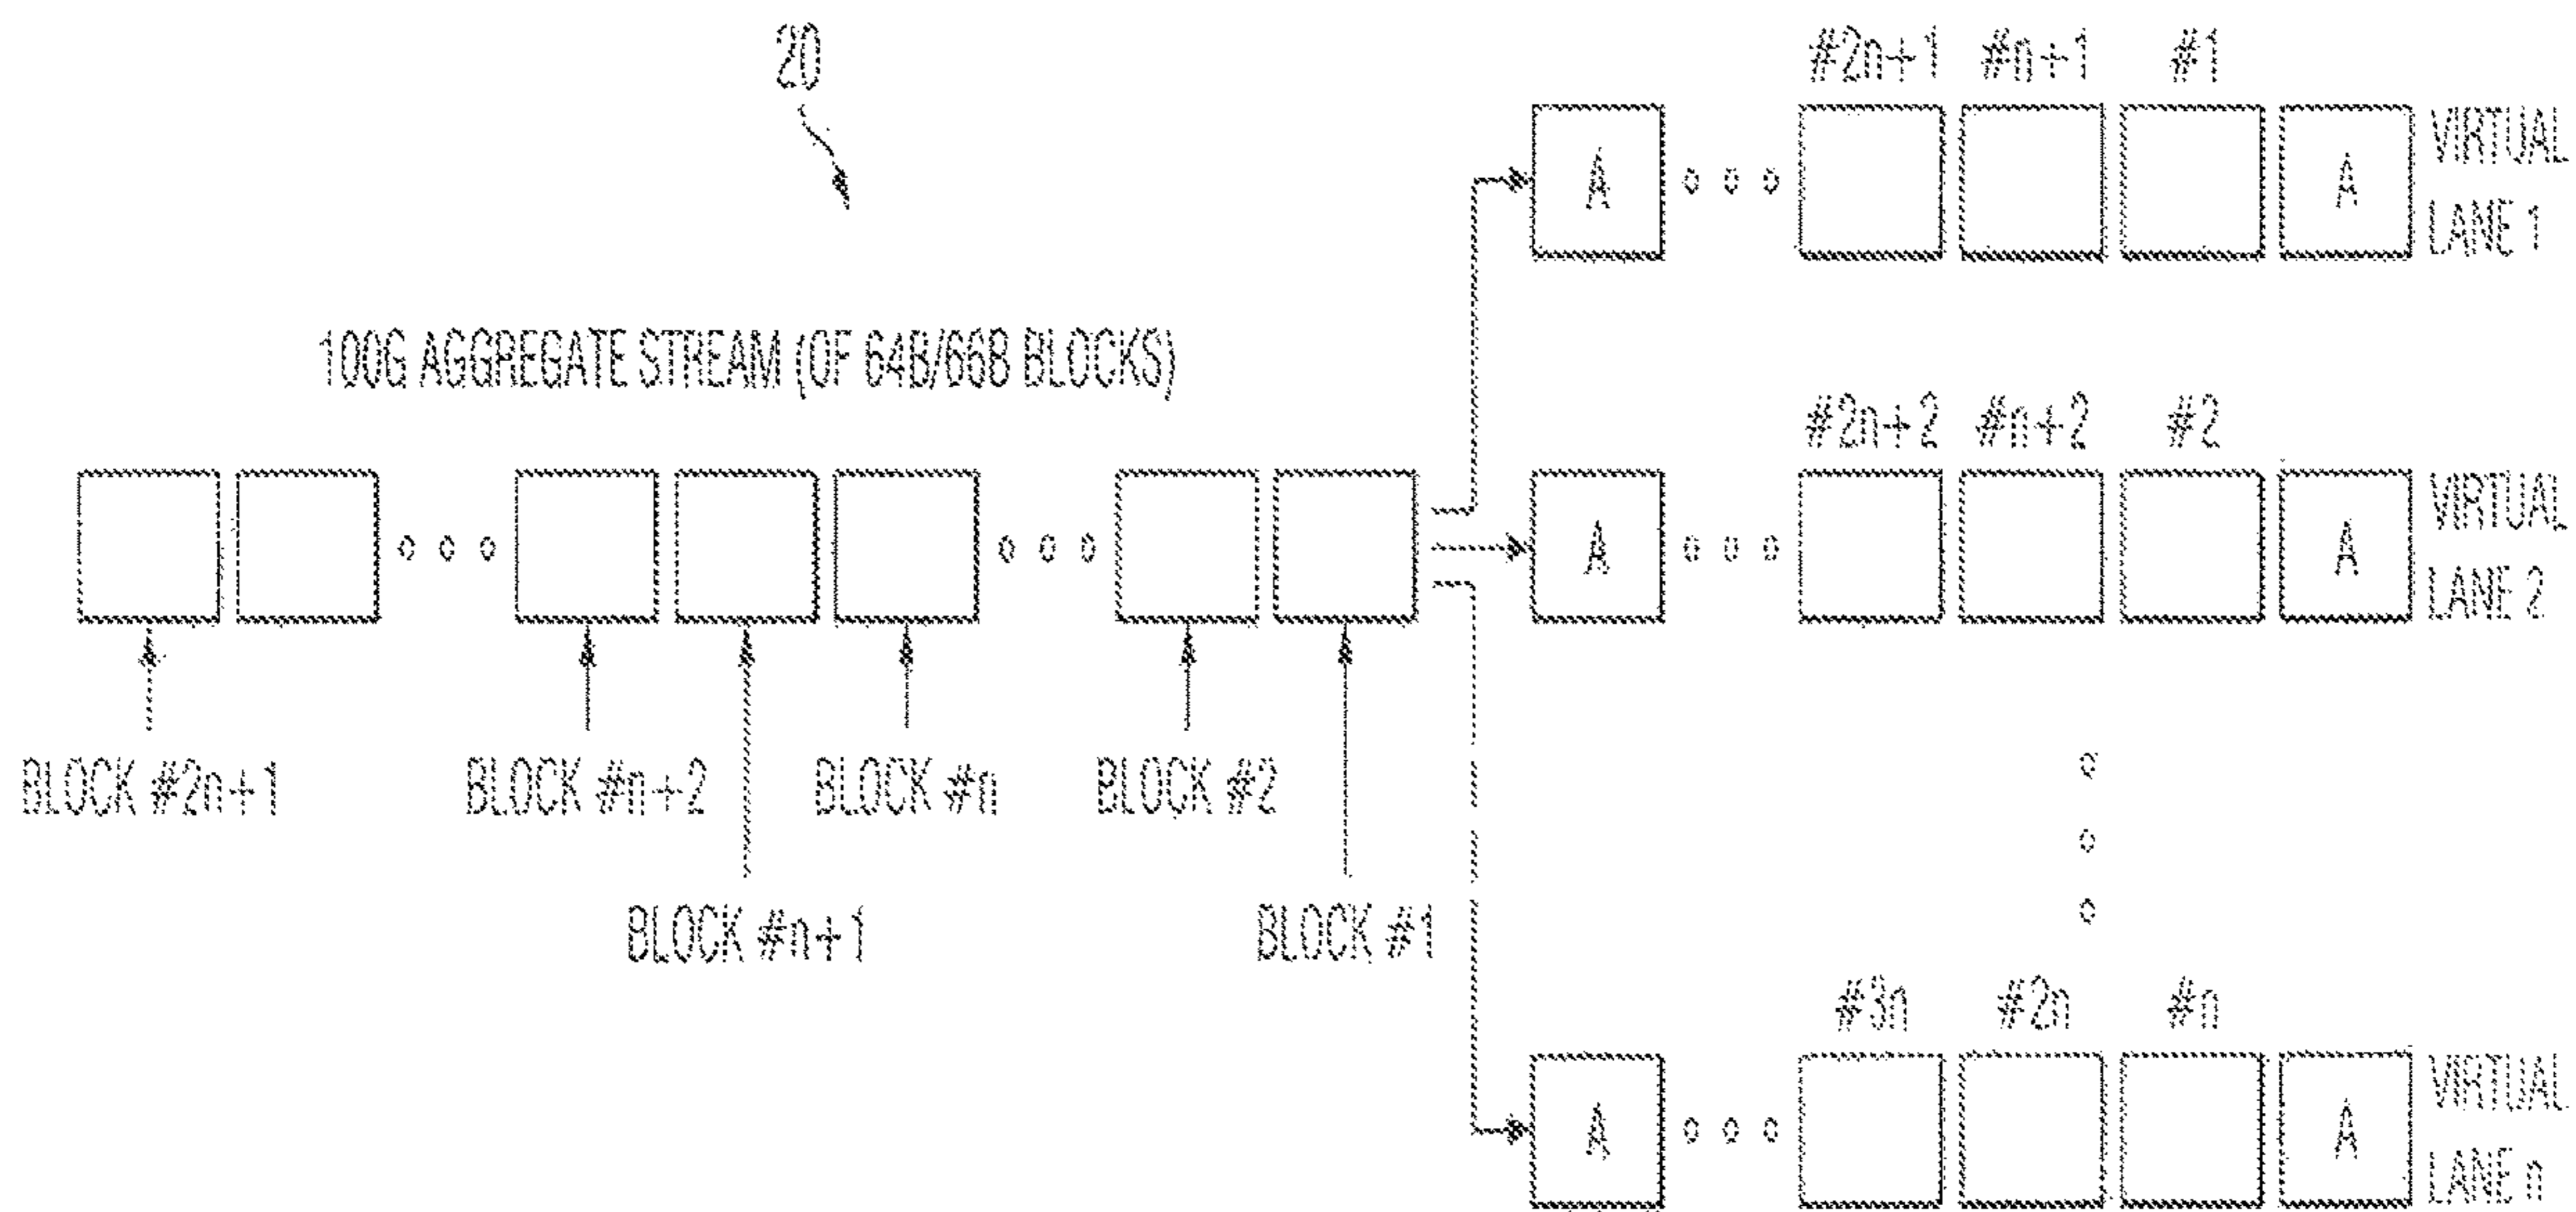 20
#2n+1 #n+1 #1
A A VIRTUAL
LANE 1
100G AGGREGATE STREAM (OF 64B/66B BLOCKS)
#2n+2 #n+2 #2
A A VIRTUAL
LANE 2
BLOCK #2n+1 BLOCK #n+2 BLOCK #n BLOCK #2
BLOCK #n+1 BLOCK #1
#3n #2n #n
A A VIRTUAL
LANE n